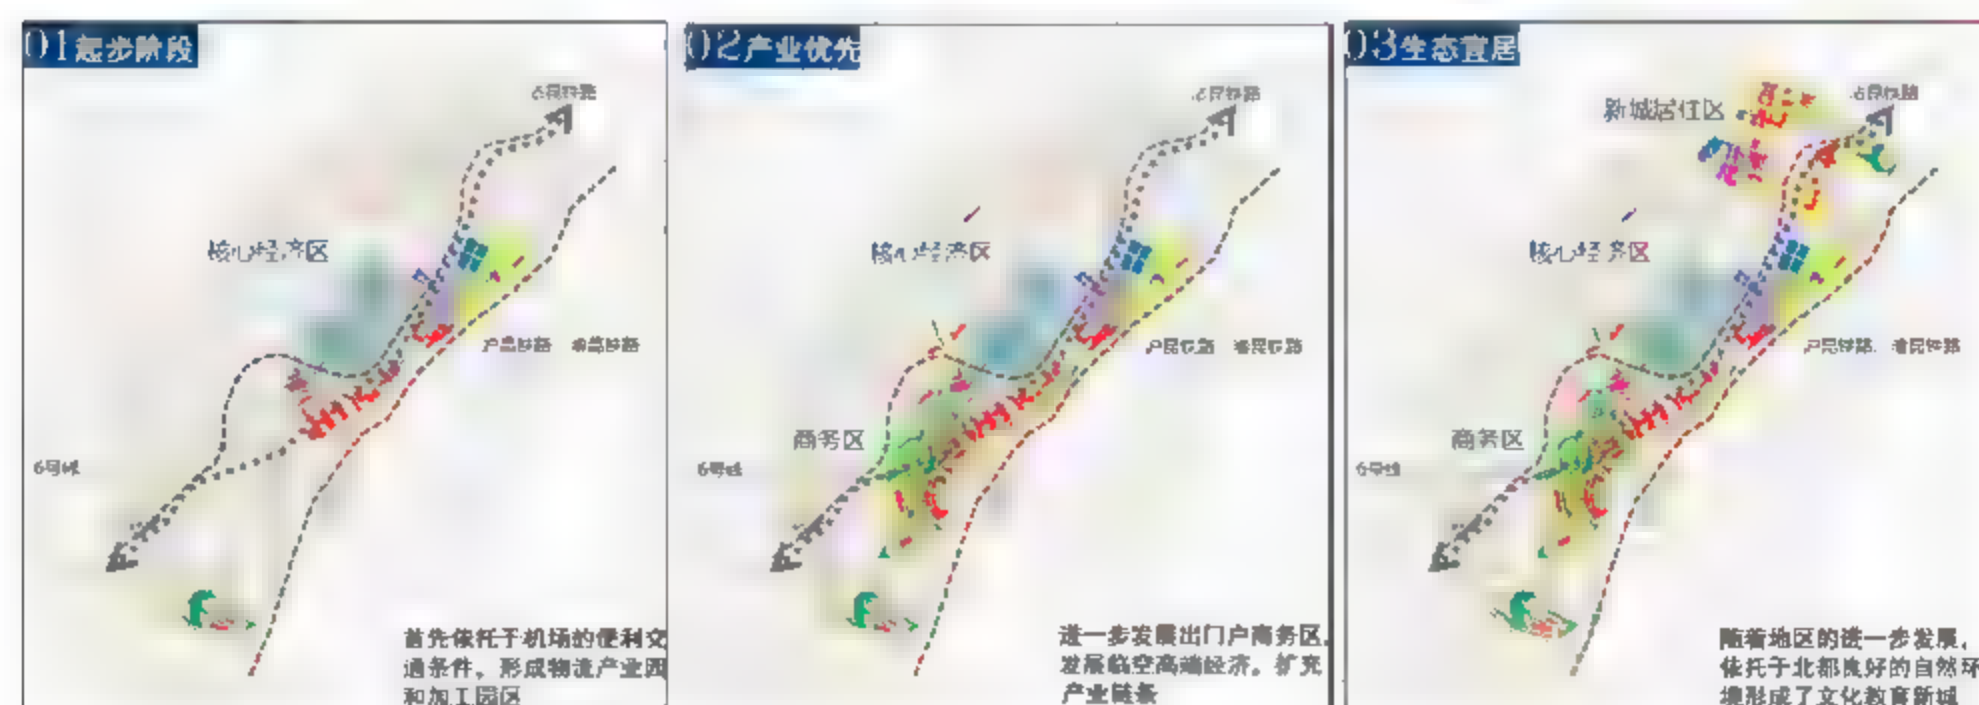 01起步阶段
核心经济区
6号线
首先依托于机场的便利交
通条件，形成物流产业园
和加工园区
02产业优先
核心经济区
商务区
6号线
进一步发展出门户商务区，
发展临空高端经济，扩充
产业链条
03生态宜居
新城居住区
核心经济区
商务区
6号线
随着地区的进一步发展，
依托于北部良好的自然环
境形成了文化教育新城